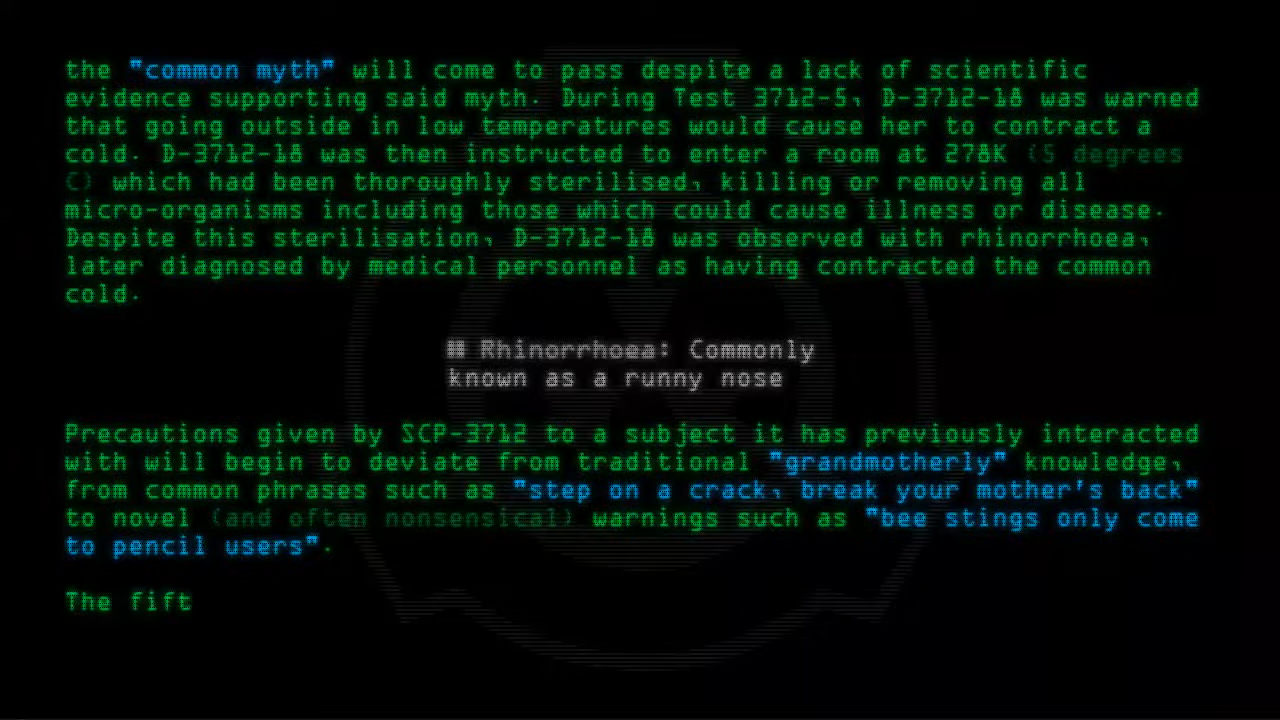 the "common myth" will come to pass despite a lack of scientific
evidence supporting said myth. During Test 3712-5, D-3712-18 was warned
that going outside in low temperatures would cause her to contract a
cold. D-3712-18 was then instructed to enter a room at 278K (5 degrees
C) which had been thoroughly sterilised, killing or removing all
micro-organisms including those which could cause illness or disease.
Despite this sterilisation, D-3712-18 was observed with rhinorrhoea,
later diagnosed by medical personnel as having contracted the common
cold.
Rhinorrhoea: Commonly
known as a runny nose
Precautions given by SCP-3712 to a subject it has previously interacted
with will begin to deviate from traditional "grandmotherly" knowledge,
from common phrases such as "step on a crack, break your mother's back"
to novel (and often nonsensical) warnings such as "bee stings only come
to pencil users".
The fift